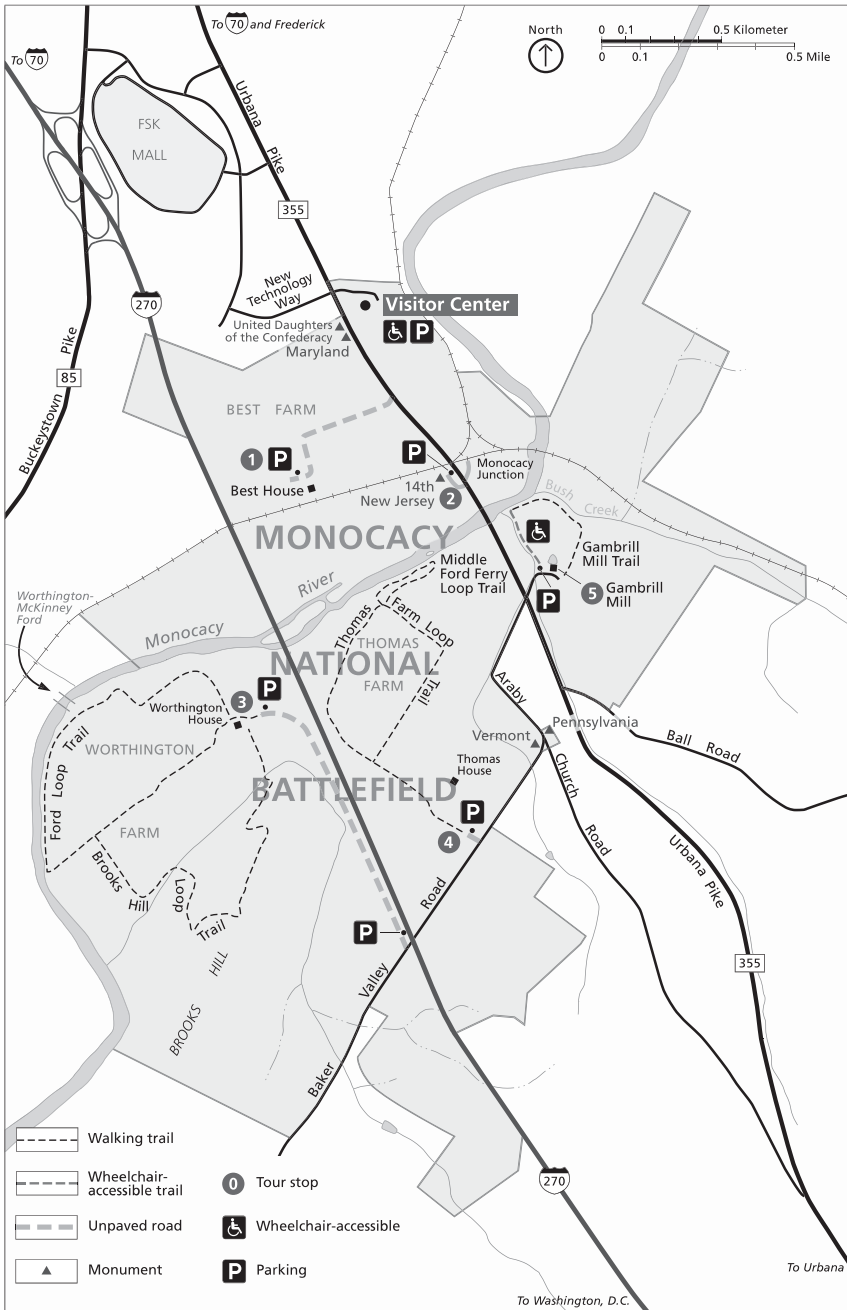 To 70 and Frederick
To 70
North
0 0.1 0.5 Kilometer
0 0.1 0.5 Mile
Urbana
Pike
FSK
MALL
355
270
New
Technology
Way
Visitor Center
P
United Daughters
of the Confederacy
Maryland
Buckeystown
Pike
85
BEST FARM
1 P
Best House
P
Monocacy
Junction
14th
New Jersey
2
Bush
Creek
MONOCACY
Middle
Ford Ferry
Loop Trail
Gambrill
Mill Trail
5 Gambrill
Mill
P
Worthington-
McKinney
Ford
Monocacy
River
Thomas
Farm Loop
Trail
THOMAS
FARM
NATIONAL
Araby
Church
Road
Vermont
Pennsylvania
Ball Road
3 P
Worthington
House
WORTHINGTON
FARM
Ford Loop
Trail
BATTLEFIELD
Thomas
House
P
4
Brooks
Hill
Loop
Trail
BROOKS
HILL
P
Baker
Valley
Road
Urbana Pike
355
270
Walking trail
Wheelchair-
accessible trail
Unpaved road
Monument
0 Tour stop
Wheelchair-accessible
P Parking
To Urbana
To Washington, D.C.